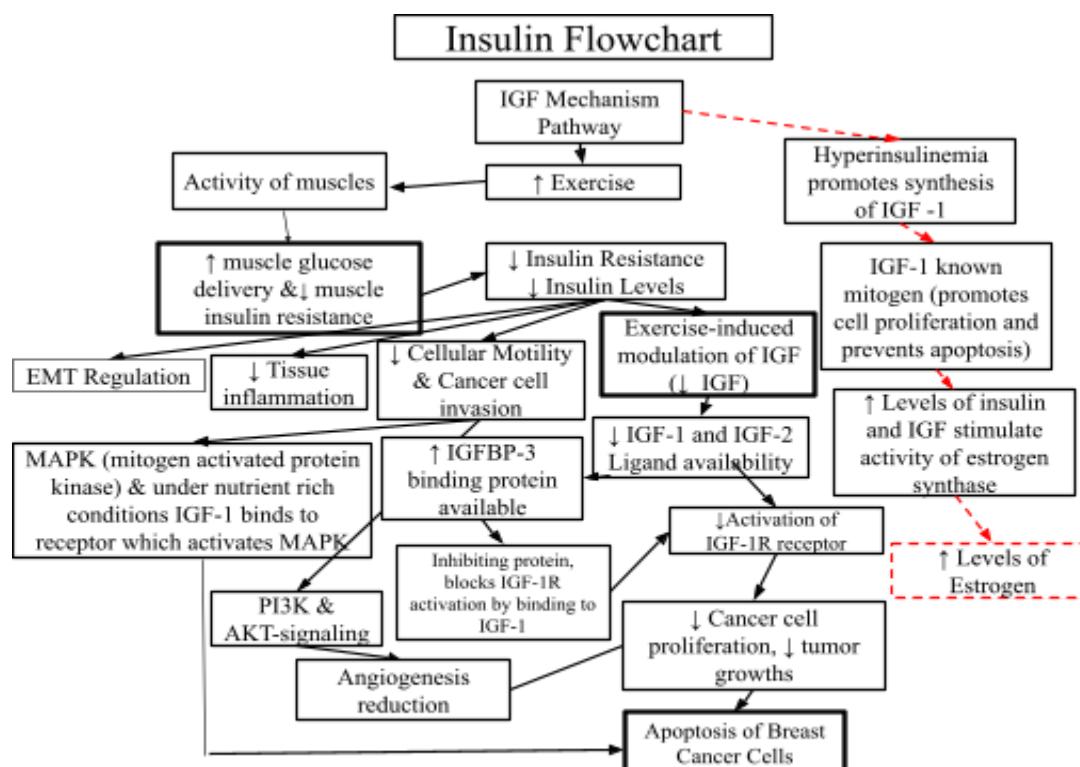 Insulin Flowchart
IGF Mechanism
Pathway
↑ Exercise
Activity of muscles
↑ muscle glucose
delivery &↓ muscle
insulin resistance
↓ Insulin Resistance
↓ Insulin Levels
EMT Regulation
↓ Tissue
inflammation
↓ Cellular Motility
& Cancer cell
invasion
Exercise-induced
modulation of IGF
(↓ IGF)
MAPK (mitogen activated protein
kinase) & under nutrient rich
conditions IGF-1 binds to
receptor which activates MAPK
↑ IGFBP-3
binding protein
available
↓ IGF-1 and IGF-2
Ligand availability
↓Activation of
IGF-1R receptor
Inhibiting protein,
blocks IGF-1R
activation by binding to
IGF-1
PI3K &
AKT-signaling
Angiogenesis
reduction
↓ Cancer cell
proliferation, ↓ tumor
growths
Apoptosis of Breast
Cancer Cells
Hyperinsulinemia
promotes synthesis
of IGF -1
IGF-1 known
mitogen (promotes
cell proliferation and
prevents apoptosis)
↑ Levels of insulin
and IGF stimulate
activity of estrogen
synthase
↑ Levels of
Estrogen